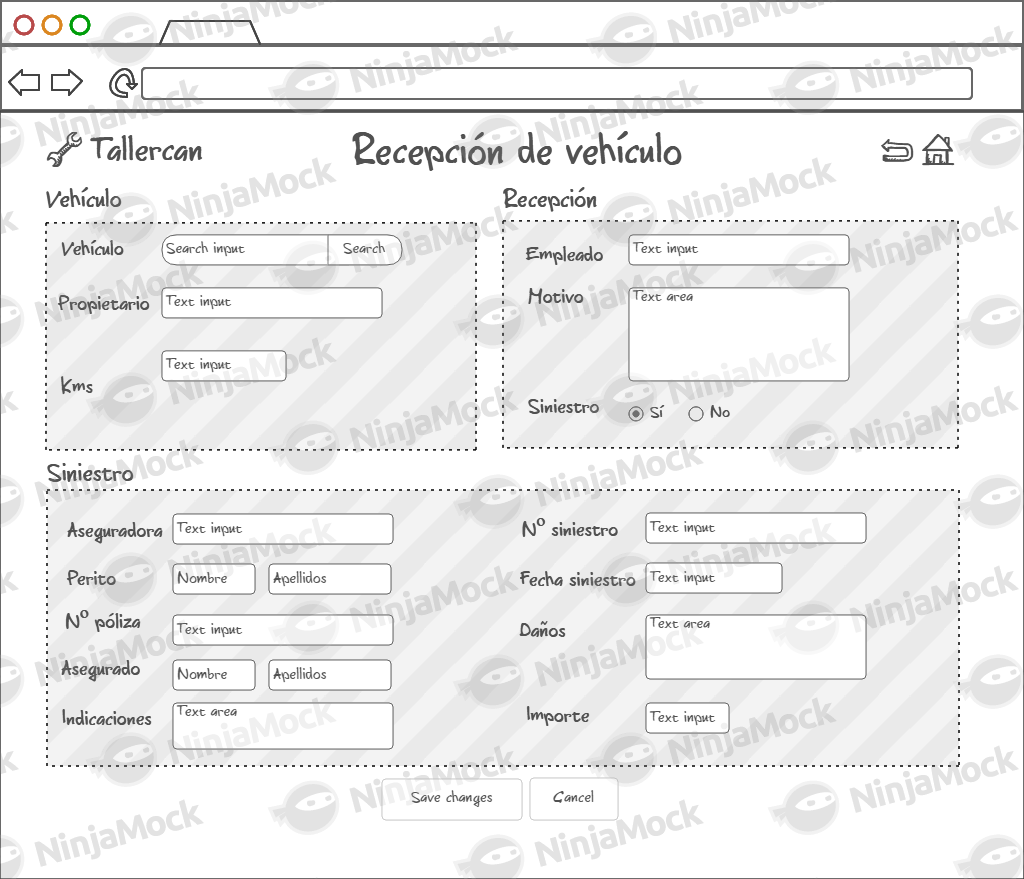 Tallercan
Recepción de vehículo
Vehículo
Vehículo
Search input
Search
Propietario
Text input
Text input
Kms
Recepción
Empleado
Text input
Motivo
Text area
Siniestro
Sí
No
Siniestro
Aseguradora
Text input
Perito
Nombre
Apellidos
Nº póliza
Text input
Asegurado
Nombre
Apellidos
Indicaciones
Text area
Nº siniestro
Text input
Fecha siniestro
Text input
Daños
Text area
Importe
Text input
Save changes
Cancel
NinjaMock